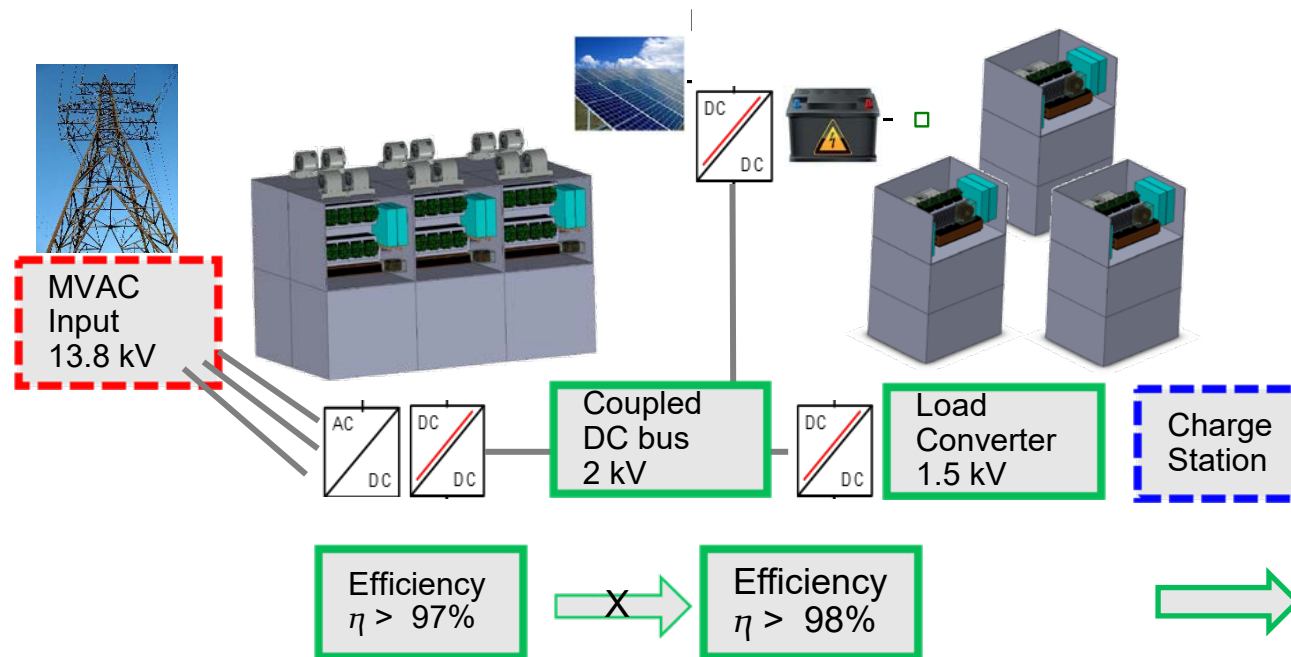 DC
DC
MVAC
Input
13.8 kV
AC
DC
DC
DC
Coupled
DC bus
2 kV
DC
DC
Load
Converter
1.5 kV
Charge
Station
Efficiency
η > 97%
X
Efficiency
η > 98%